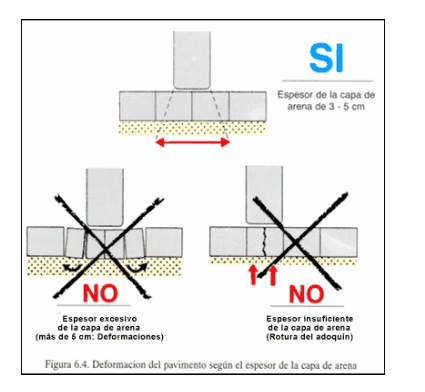 SI
Espesor de la capa de
arena de 3 - 5 cm
NO
Espesor excesivo
de la capa de arena
(más de 5 cm: Deformaciones)
NO
Espesor insuficiente
de la capa de arena
(Rotura del adoquín)
Figura 6.4. Deformacion del pavimento según el espesor de la capa de arena